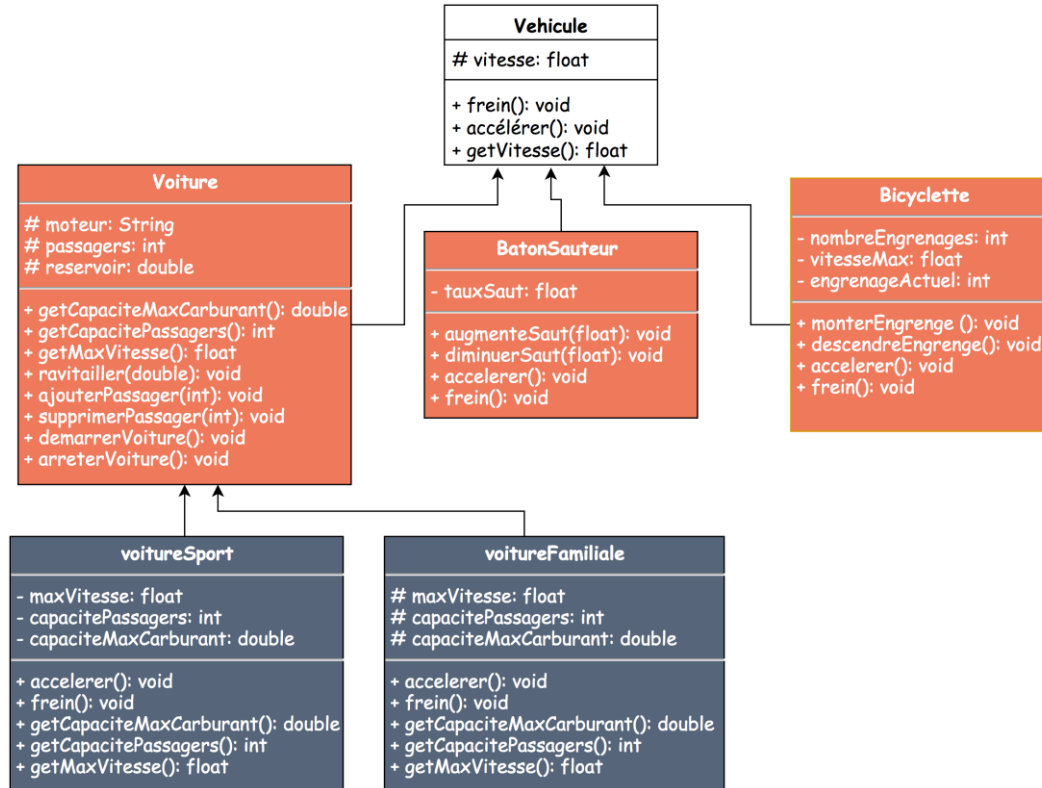 Vehicule
# vitesse: float
+ frein(): void
+ accélérer(): void
+ getVitesse(): float
Voiture
# moteur: String
# passagers: int
# reservoir: double
+ getCapaciteMaxCarburant(): double
+ getCapacitePassagers(): int
+ getMaxVitesse(): float
+ ravitailler(double): void
+ ajouterPassager(int): void
+ supprimerPassager(int): void
+ demarrerVoiture(): void
+ arreterVoiture(): void
BatonSauteur
- tauxSaut: float
+ augmenteSaut(float): void
+ diminuerSaut(float): void
+ accelerer(): void
+ frein(): void
Bicyclette
- nombreEngrenages: int
- vitesseMax: float
- engrenageActuel: int
+ monterEngrenge (): void
+ descendreEngrenge(): void
+ accelerer(): void
+ frein(): void
voitureSport
- maxVitesse: float
- capacitePassagers: int
- capaciteMaxCarburant: double
+ accelerer(): void
+ frein(): void
+ getCapaciteMaxCarburant(): double
+ getCapacitePassagers(): int
+ getMaxVitesse(): float
voitureFamiliale
# maxVitesse: float
# capacitePassagers: int
# capaciteMaxCarburant: double
+ accelerer(): void
+ frein(): void
+ getCapaciteMaxCarburant(): double
+ getCapacitePassagers(): int
+ getMaxVitesse(): float